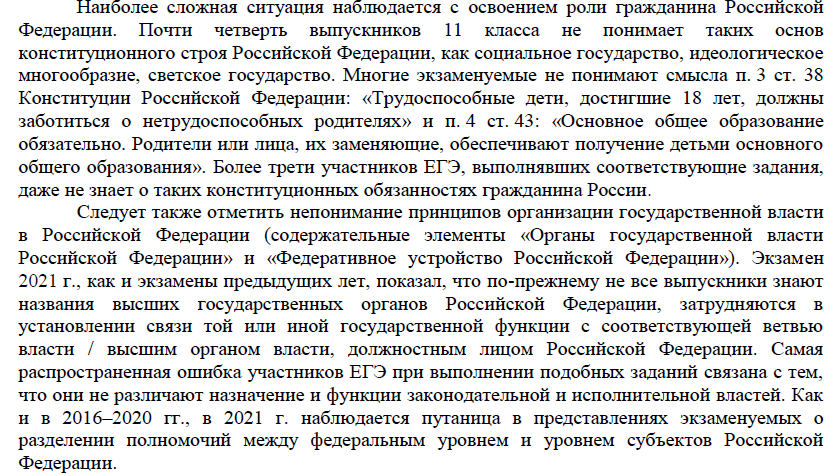 Наиболее сложная ситуация наблюдается с освоением роли гражданина Российской
Федерации. Почти четверть выпускников 11 класса не понимает таких основ
конституционного строя Российской Федерации, как социальное государство, идеологическое
многообразие, светское государство. Многие экзаменуемые не понимают смысла п. 3 ст. 38
Конституции Российской Федерации: «Трудоспособные дети, достигшие 18 лет, должны
заботиться о нетрудоспособных родителях» и п. 4 ст. 43: «Основное общее образование
обязательно. Родители или лица, их заменяющие, обеспечивают получение детьми основного
общего образования». Более трети участников ЕГЭ, выполнявших соответствующие задания,
даже не знает о таких конституционных обязанностях гражданина России.
Следует также отметить непонимание принципов организации государственной власти
в Российской Федерации (содержательные элементы «Органы государственной власти
Российской Федерации» и «Федеративное устройство Российской Федерации»). Экзамен
2021 г., как и экзамены предыдущих лет, показал, что по-прежнему не все выпускники знают
названия высших государственных органов Российской Федерации, затрудняются в
установлении связи той или иной государственной функции с соответствующей ветвью
власти / высшим органом власти, должностным лицом Российской Федерации. Самая
распространенная ошибка участников ЕГЭ при выполнении подобных заданий связана с тем,
что они не различают назначение и функции законодательной и исполнительной властей. Как
и в 2016–2020 гг., в 2021 г. наблюдается путаница в представлениях экзаменуемых о
разделении полномочий между федеральным уровнем и уровнем субъектов Российской
Федерации.